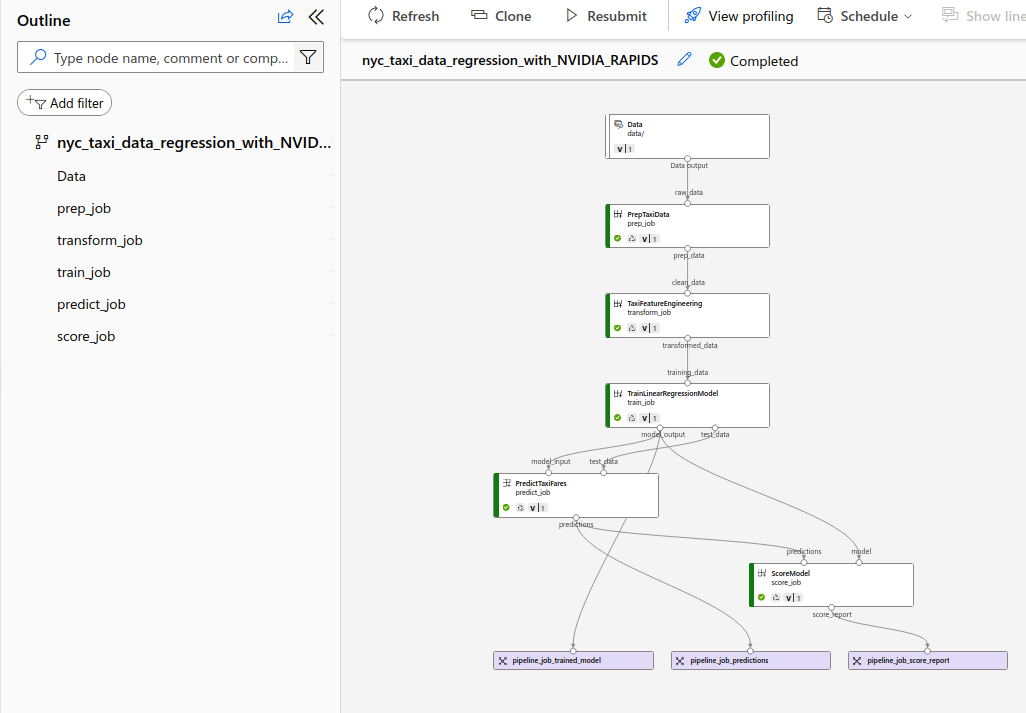 Outline
Type node name, comment or comp...
Add filter
nyc_taxi_data_regression_with_NVID...
Data
prep_job
transform_job
train_job
predict_job
score_job
Refresh
Clone
Resubmit
View profiling
Schedule
Show line
nyc_taxi_data_regression_with_NVIDIA_RAPIDS
Completed
Data
data/
v 1
Data output
raw_data
PrepTaxiData
prep_job
v 1
prep_data
clean_data
TaxiFeatureEngineering
transform_job
v 1
transformed_data
training_data
TrainLinearRegressionModel
train_job
v 1
model_output test_data
model_input test_data
PredictTaxiFares
predict_job
v 1
predictions
predictions model
ScoreModel
score_job
v 1
score_report
pipeline_job_trained_model
pipeline_job_predictions
pipeline_job_score_report